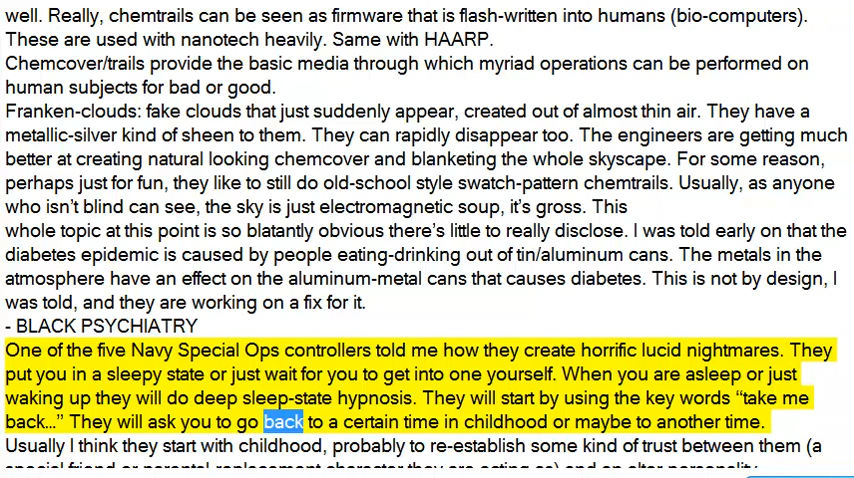 well. Really, chemtrails can be seen as firmware that is flash-written into humans (bio-computers).
These are used with nanotech heavily. Same with HAARP.
Chemcover/trails provide the basic media through which myriad operations can be performed on
human subjects for bad or good.
Franken-clouds: fake clouds that just suddenly appear, created out of almost thin air. They have a
metallic-silver kind of sheen to them. They can rapidly disappear too. The engineers are getting much
better at creating natural looking chemcover and blanketing the whole skyscape. For some reason,
perhaps just for fun, they like to still do old-school style swatch-pattern chemtrails. Usually, as anyone
who isn’t blind can see, the sky is just electromagnetic soup, it’s gross. This
whole topic at this point is so blatantly obvious there’s little to really disclose. I was told early on that the
diabetes epidemic is caused by people eating-drinking out of tin/aluminum cans. The metals in the
atmosphere have an effect on the aluminum-metal cans that causes diabetes. This is not by design, I
was told, and they are working on a fix for it.
- BLACK PSYCHIATRY
One of the five Navy Special Ops controllers told me how they create horrific lucid nightmares. They
put you in a sleepy state or just wait for you to get into one yourself. When you are asleep or just
waking up they will do deep sleep-state hypnosis. They will start by using the key words “take me
back...” They will ask you to go back to a certain time in childhood or maybe to another time.
Usually I think they start with childhood, probably to re-establish some kind of trust between them (a
special friend or parental replacement character they are acting as) and an alter personality